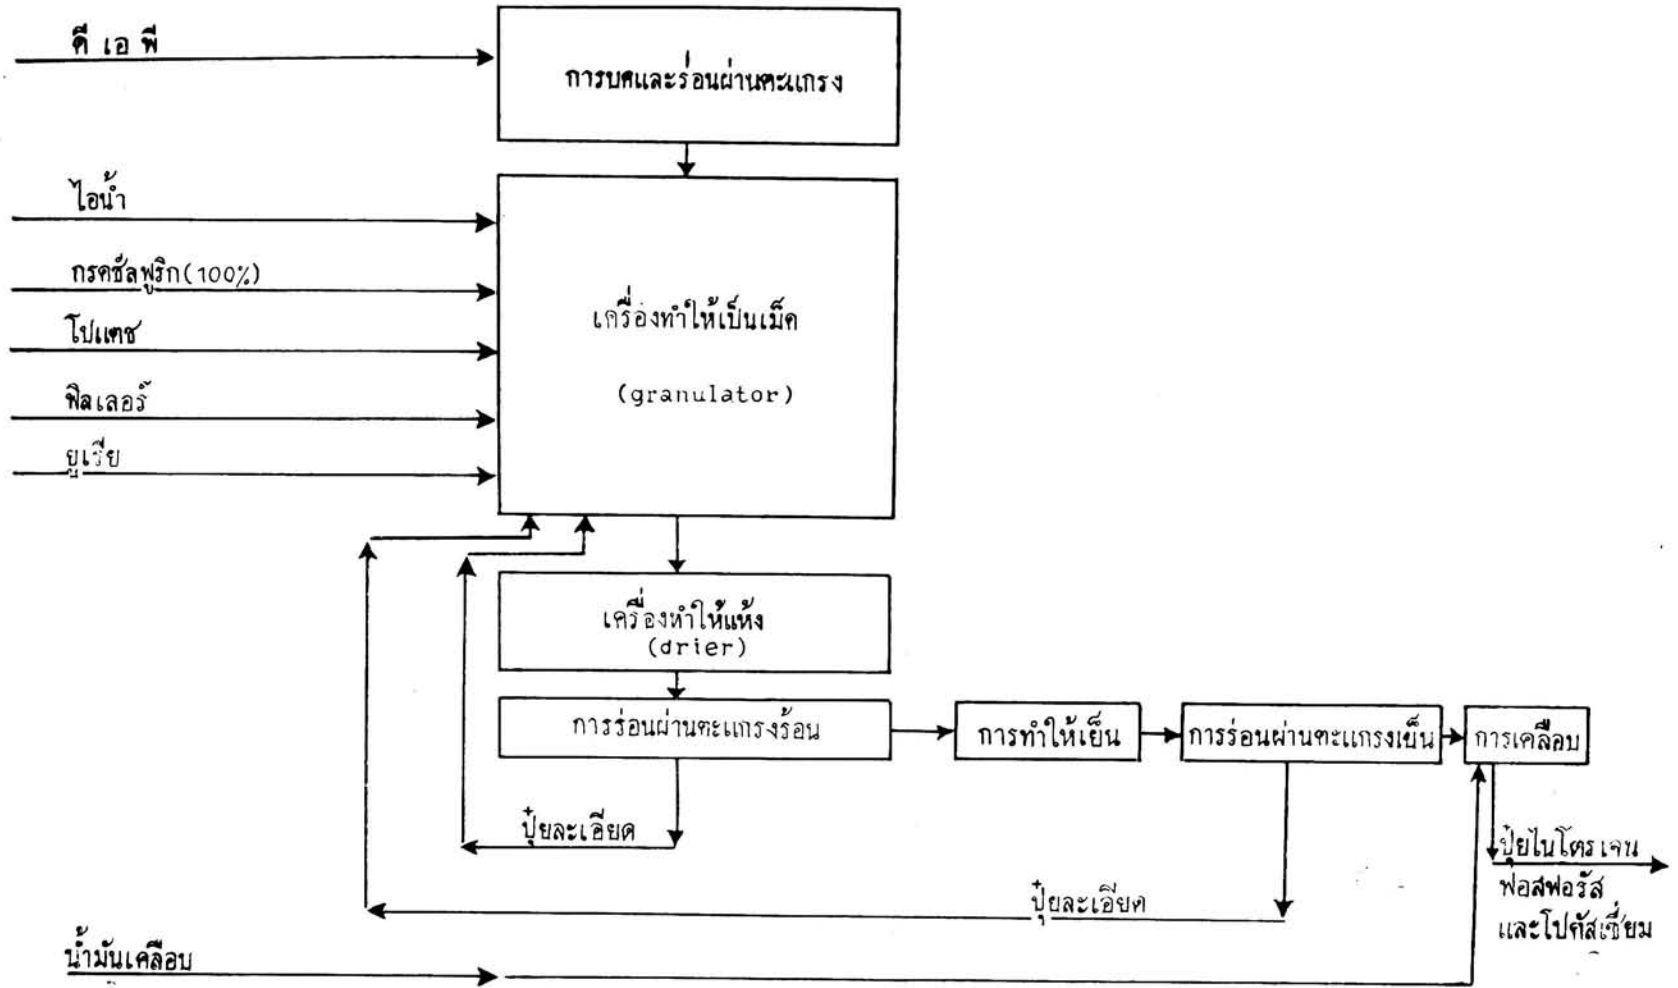 ดี เอ พี
การบดและร่อนผ่านตะแกรง
ไอน้ำ
กรดซัลฟูริก(100%)
โปแตช
ฟิลเลอร์
ยูเรีย
เครื่องทำให้เป็นเม็ด
(granulator)
เครื่องทำให้แห้ง
(drier)
การร่อนผ่านตะแกรงร้อน
การทำให้เย็น
การร่อนผ่านตะแกรงเย็น
การเคลือบ
ปุ๋ยละเอียด
ปุ๋ยละเอียด
ปุ๋ยไนโตรเจน
ฟอสฟอรัส
และโปตัสเซี่ยม
น้ำมันเคลือบ